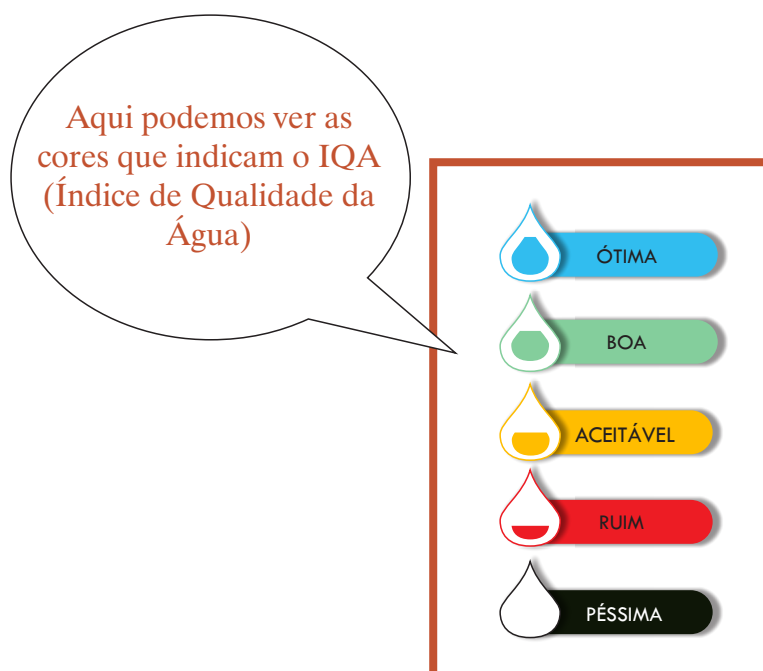 Aqui podemos ver as
cores que indicam o IQA
(Índice de Qualidade da
Água)
ÓTIMA
BOA
ACEITÁVEL
RUIM
PÉSSIMA